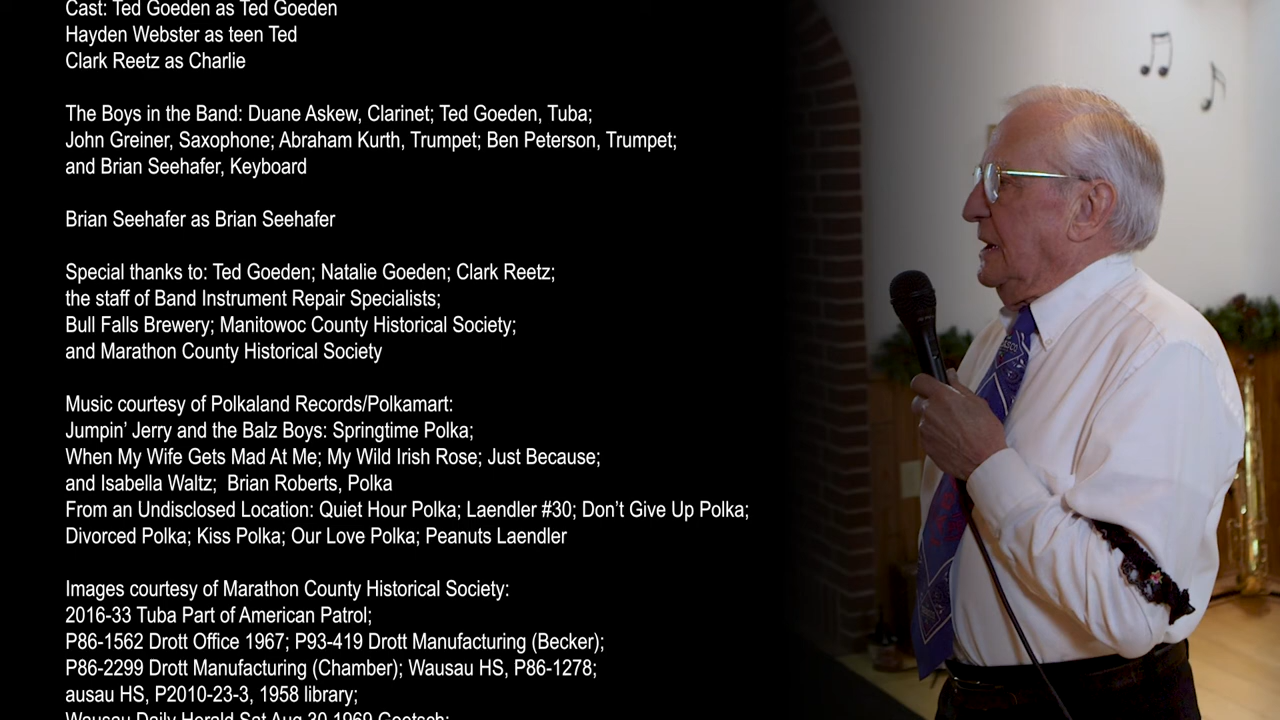 Cast: Ted Goeden as Ted Goeden
Hayden Webster as teen Ted
Clark Reetz as Charlie
The Boys in the Band: Duane Askew, Clarinet; Ted Goeden, Tuba;
John Greiner, Saxophone; Abraham Kurth, Trumpet; Ben Peterson, Trumpet;
and Brian Seehafer, Keyboard
Brian Seehafer as Brian Seehafer
Special thanks to: Ted Goeden; Natalie Goeden; Clark Reetz;
the staff of Band Instrument Repair Specialists;
Bull Falls Brewery; Manitowoc County Historical Society;
and Marathon County Historical Society
Music courtesy of Polkaland Records/Polkamart:
Jumpin’ Jerry and the Balz Boys: Springtime Polka;
When My Wife Gets Mad At Me; My Wild Irish Rose; Just Because;
and Isabella Waltz;  Brian Roberts, Polka
From an Undisclosed Location: Quiet Hour Polka; Laendler #30; Don’t Give Up Polka;
Divorced Polka; Kiss Polka; Our Love Polka; Peanuts Laendler
Images courtesy of Marathon County Historical Society:
2016-33 Tuba Part of American Patrol;
P86-1562 Drott Office 1967; P93-419 Drott Manufacturing (Becker);
P86-2299 Drott Manufacturing (Chamber); Wausau HS, P86-1278;
ausau HS, P2010-23-3, 1958 library;
Wausau Daily Herald Sat Aug 30 1969 Goetsch;